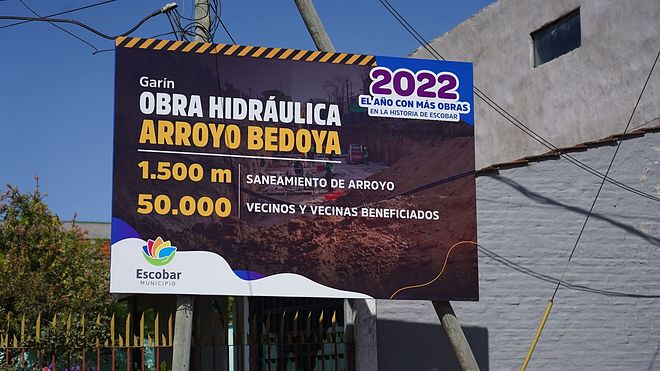 Garín
OBRA HIDRÁULICA
ARROYO BEDOYA
1.500 m
SANEAMIENTO DE ARROYO
50.000
VECINOS Y VECINAS BENEFICIADOS
2022
EL AÑO CON MÁS OBRAS
EN LA HISTORIA DE ESCOBAR
Escobar
MUNICIPIO